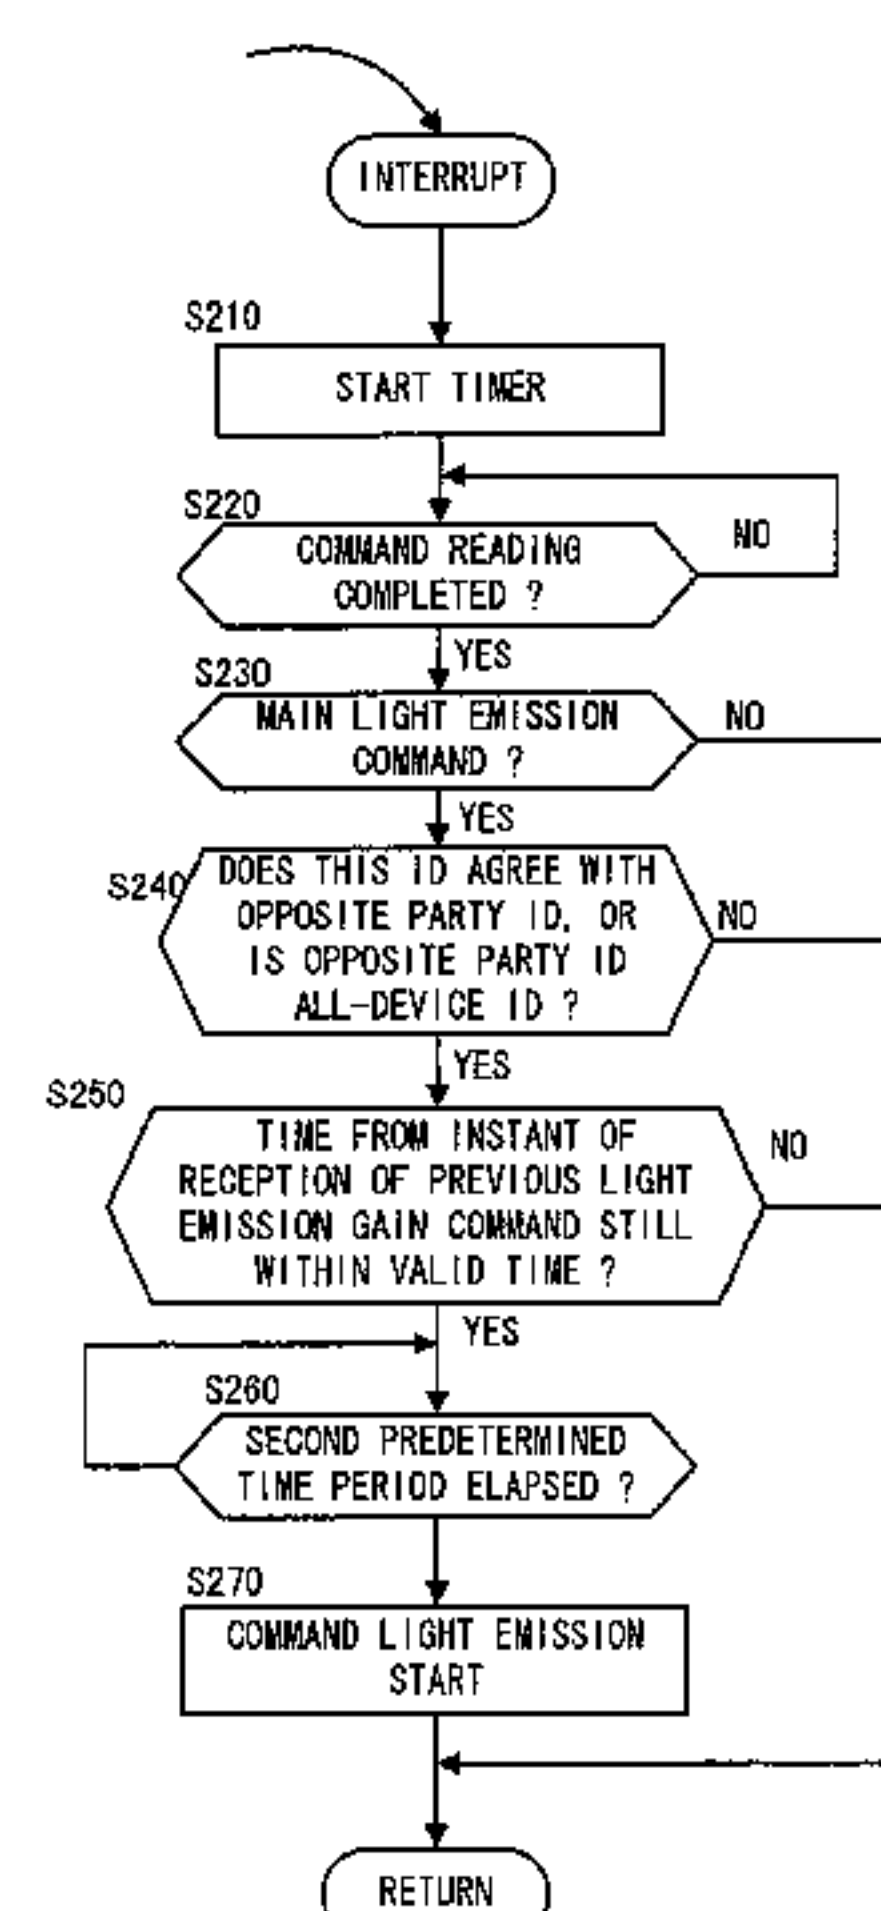 INTERRUPT
S210
START TIMER
S220
COMMAND READING
COMPLETED ?
NO
YES
S230
MAIN LIGHT EMISSION
COMMAND ?
NO
YES
S240
DOES THIS ID AGREE WITH
OPPOSITE PARTY ID, OR
IS OPPOSITE PARTY ID
ALL-DEVICE ID ?
NO
YES
S250
TIME FROM INSTANT OF
RECEPTION OF PREVIOUS LIGHT
EMISSION GAIN COMMAND STILL
WITHIN VALID TIME ?
NO
YES
S260
SECOND PREDETERMINED
TIME PERIOD ELAPSED ?
S270
COMMAND LIGHT EMISSION
START
RETURN